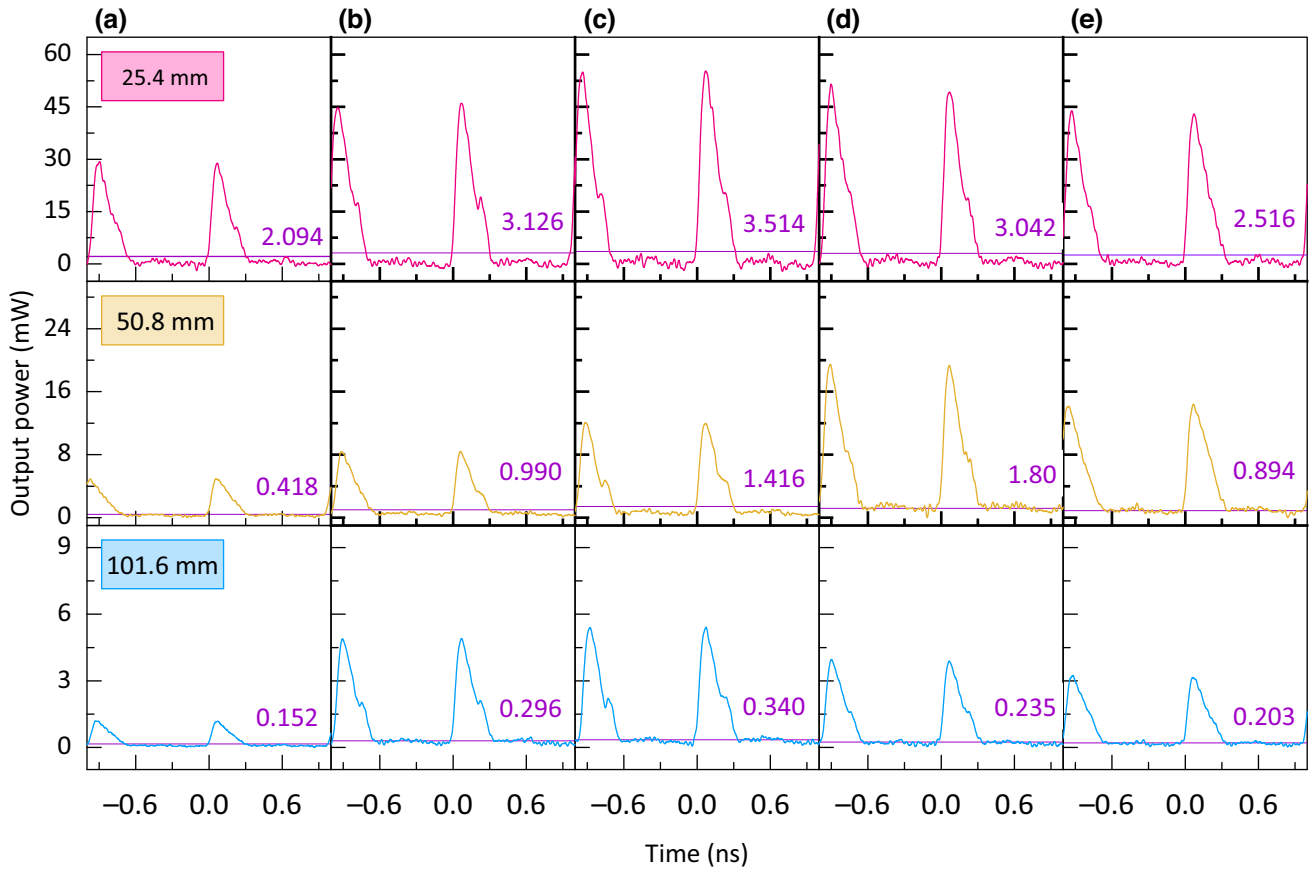 (a) (b) (c) (d) (e)
60
45
30
15
0
25.4 mm
2.094 3.126 3.514 3.042 2.516
24
16
8
0
50.8 mm
0.418 0.990 1.416 1.80 0.894
9
6
3
0
101.6 mm
0.152 0.296 0.340 0.235 0.203
Output power (mW)
−0.6 0.0 0.6 −0.6 0.0 0.6 −0.6 0.0 0.6 −0.6 0.0 0.6 −0.6 0.0 0.6
Time (ns)